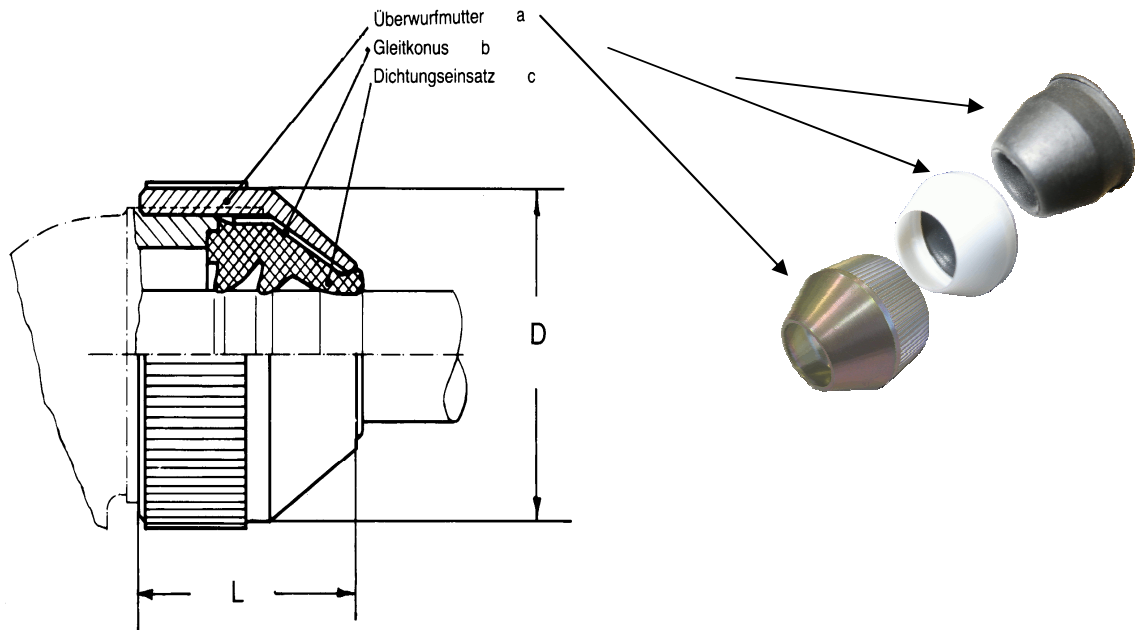 Überwurfmutter a
Gleitkonus b
Dichtungseinsatz c
D
L